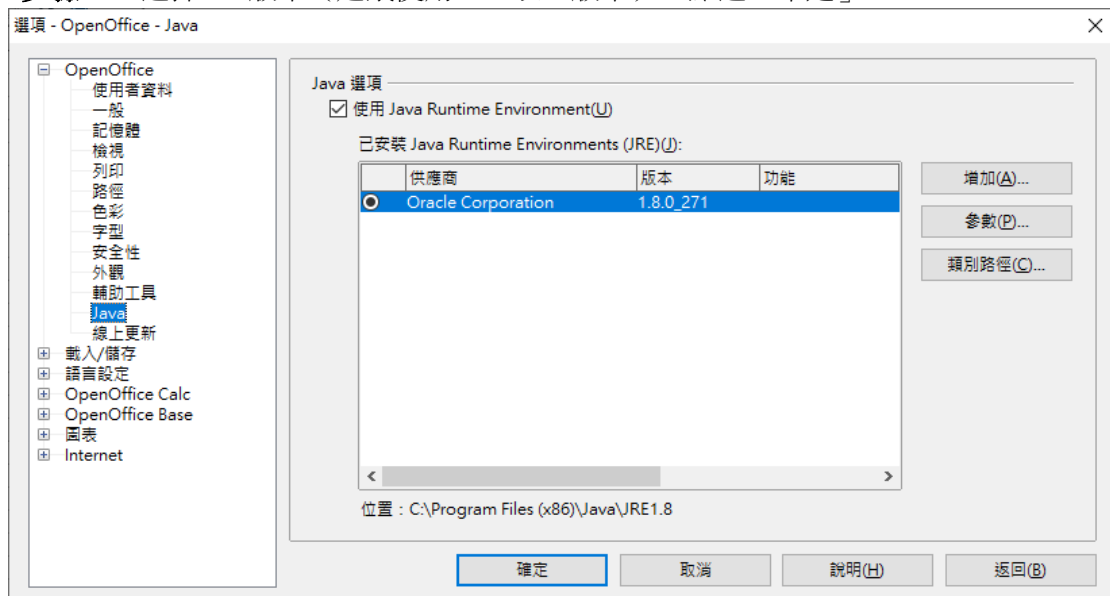 選項 - OpenOffice - Java
OpenOffice
使用者資料
一般
記憶體
檢視
列印
路徑
色彩
字型
安全性
外觀
輔助工具
Java
線上更新
載入/儲存
語言設定
OpenOffice Calc
OpenOffice Base
圖表
Internet
Java 選項
使用 Java Runtime Environment(U)
已安裝 Java Runtime Environments (JRE)(J):
供應商 版本 功能
Oracle Corporation 1.8.0_271
增加(A)...
參數(P)...
類別路徑(C)...
位置：C:\Program Files (x86)\Java\JRE1.8
確定 取消 說明(H) 返回(B)